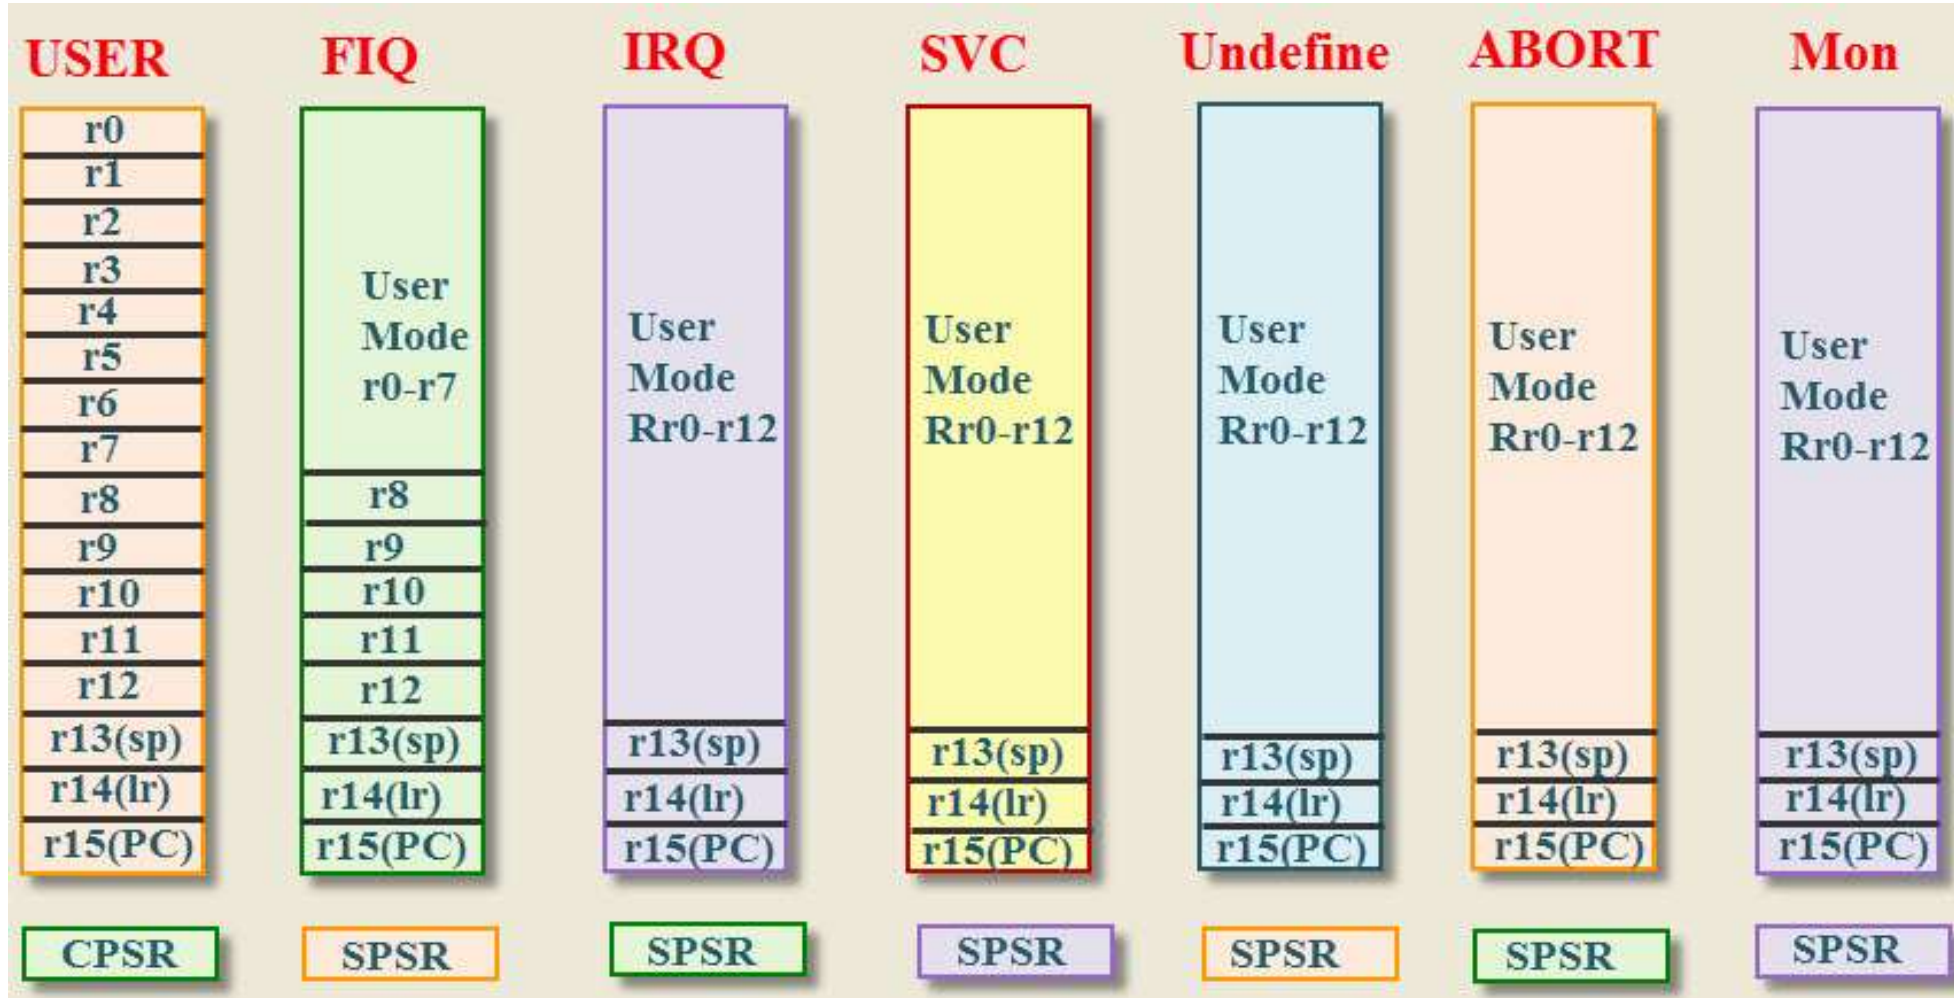 USER
r0
r1
r2
r3
r4
r5
r6
r7
r8
r9
r10
r11
r12
r13(sp)
r14(lr)
r15(PC)
CPSR
FIQ
User
Mode
r0-r7
r8
r9
r10
r11
r12
r13(sp)
r14(lr)
r15(PC)
SPSR
IRQ
User
Mode
Rr0-r12
r13(sp)
r14(lr)
r15(PC)
SPSR
SVC
User
Mode
Rr0-r12
r13(sp)
r14(lr)
r15(PC)
SPSR
Undefine
User
Mode
Rr0-r12
r13(sp)
r14(lr)
r15(PC)
SPSR
ABORT
User
Mode
Rr0-r12
r13(sp)
r14(lr)
r15(PC)
SPSR
Mon
User
Mode
Rr0-r12
r13(sp)
r14(lr)
r15(PC)
SPSR